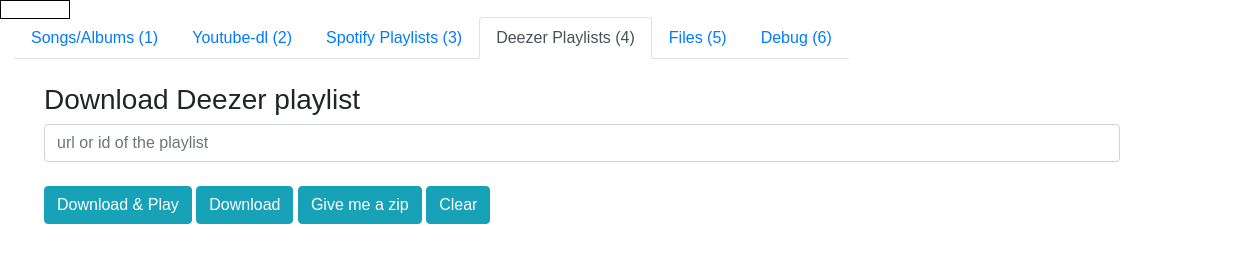 Songs/Albums (1) Youtube-dl (2) Spotify Playlists (3) Deezer Playlists (4) Files (5) Debug (6)
Download Deezer playlist
url or id of the playlist
Download & Play Download Give me a zip Clear